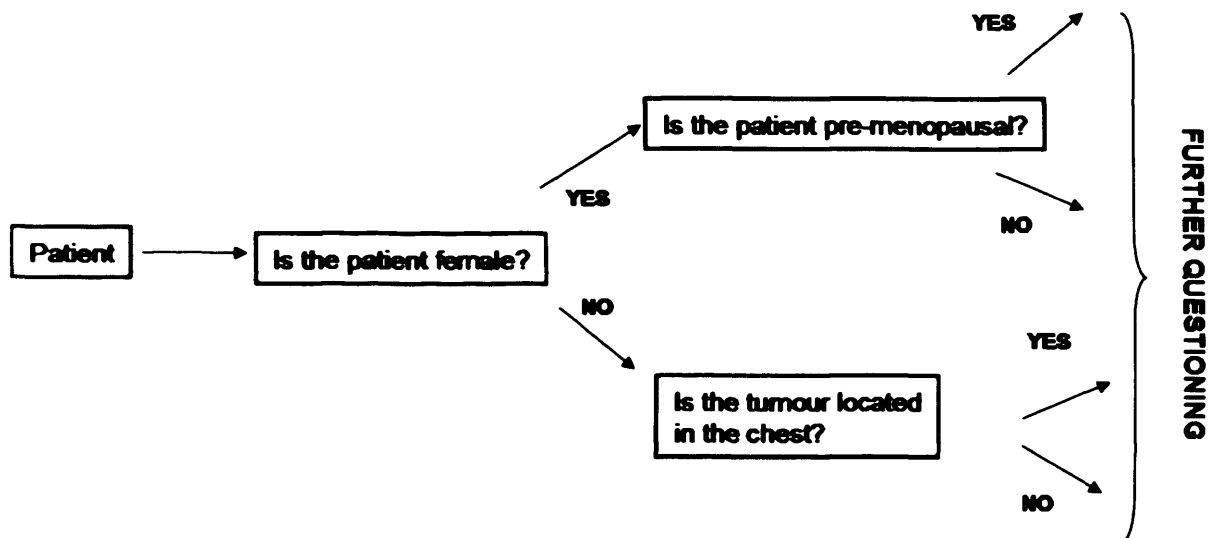 YES
Is the patient pre-menopausal?
YES
NO
Patient
Is the patient female?
NO
YES
Is the tumour located
in the chest?
NO
FURTHER QUESTIONING